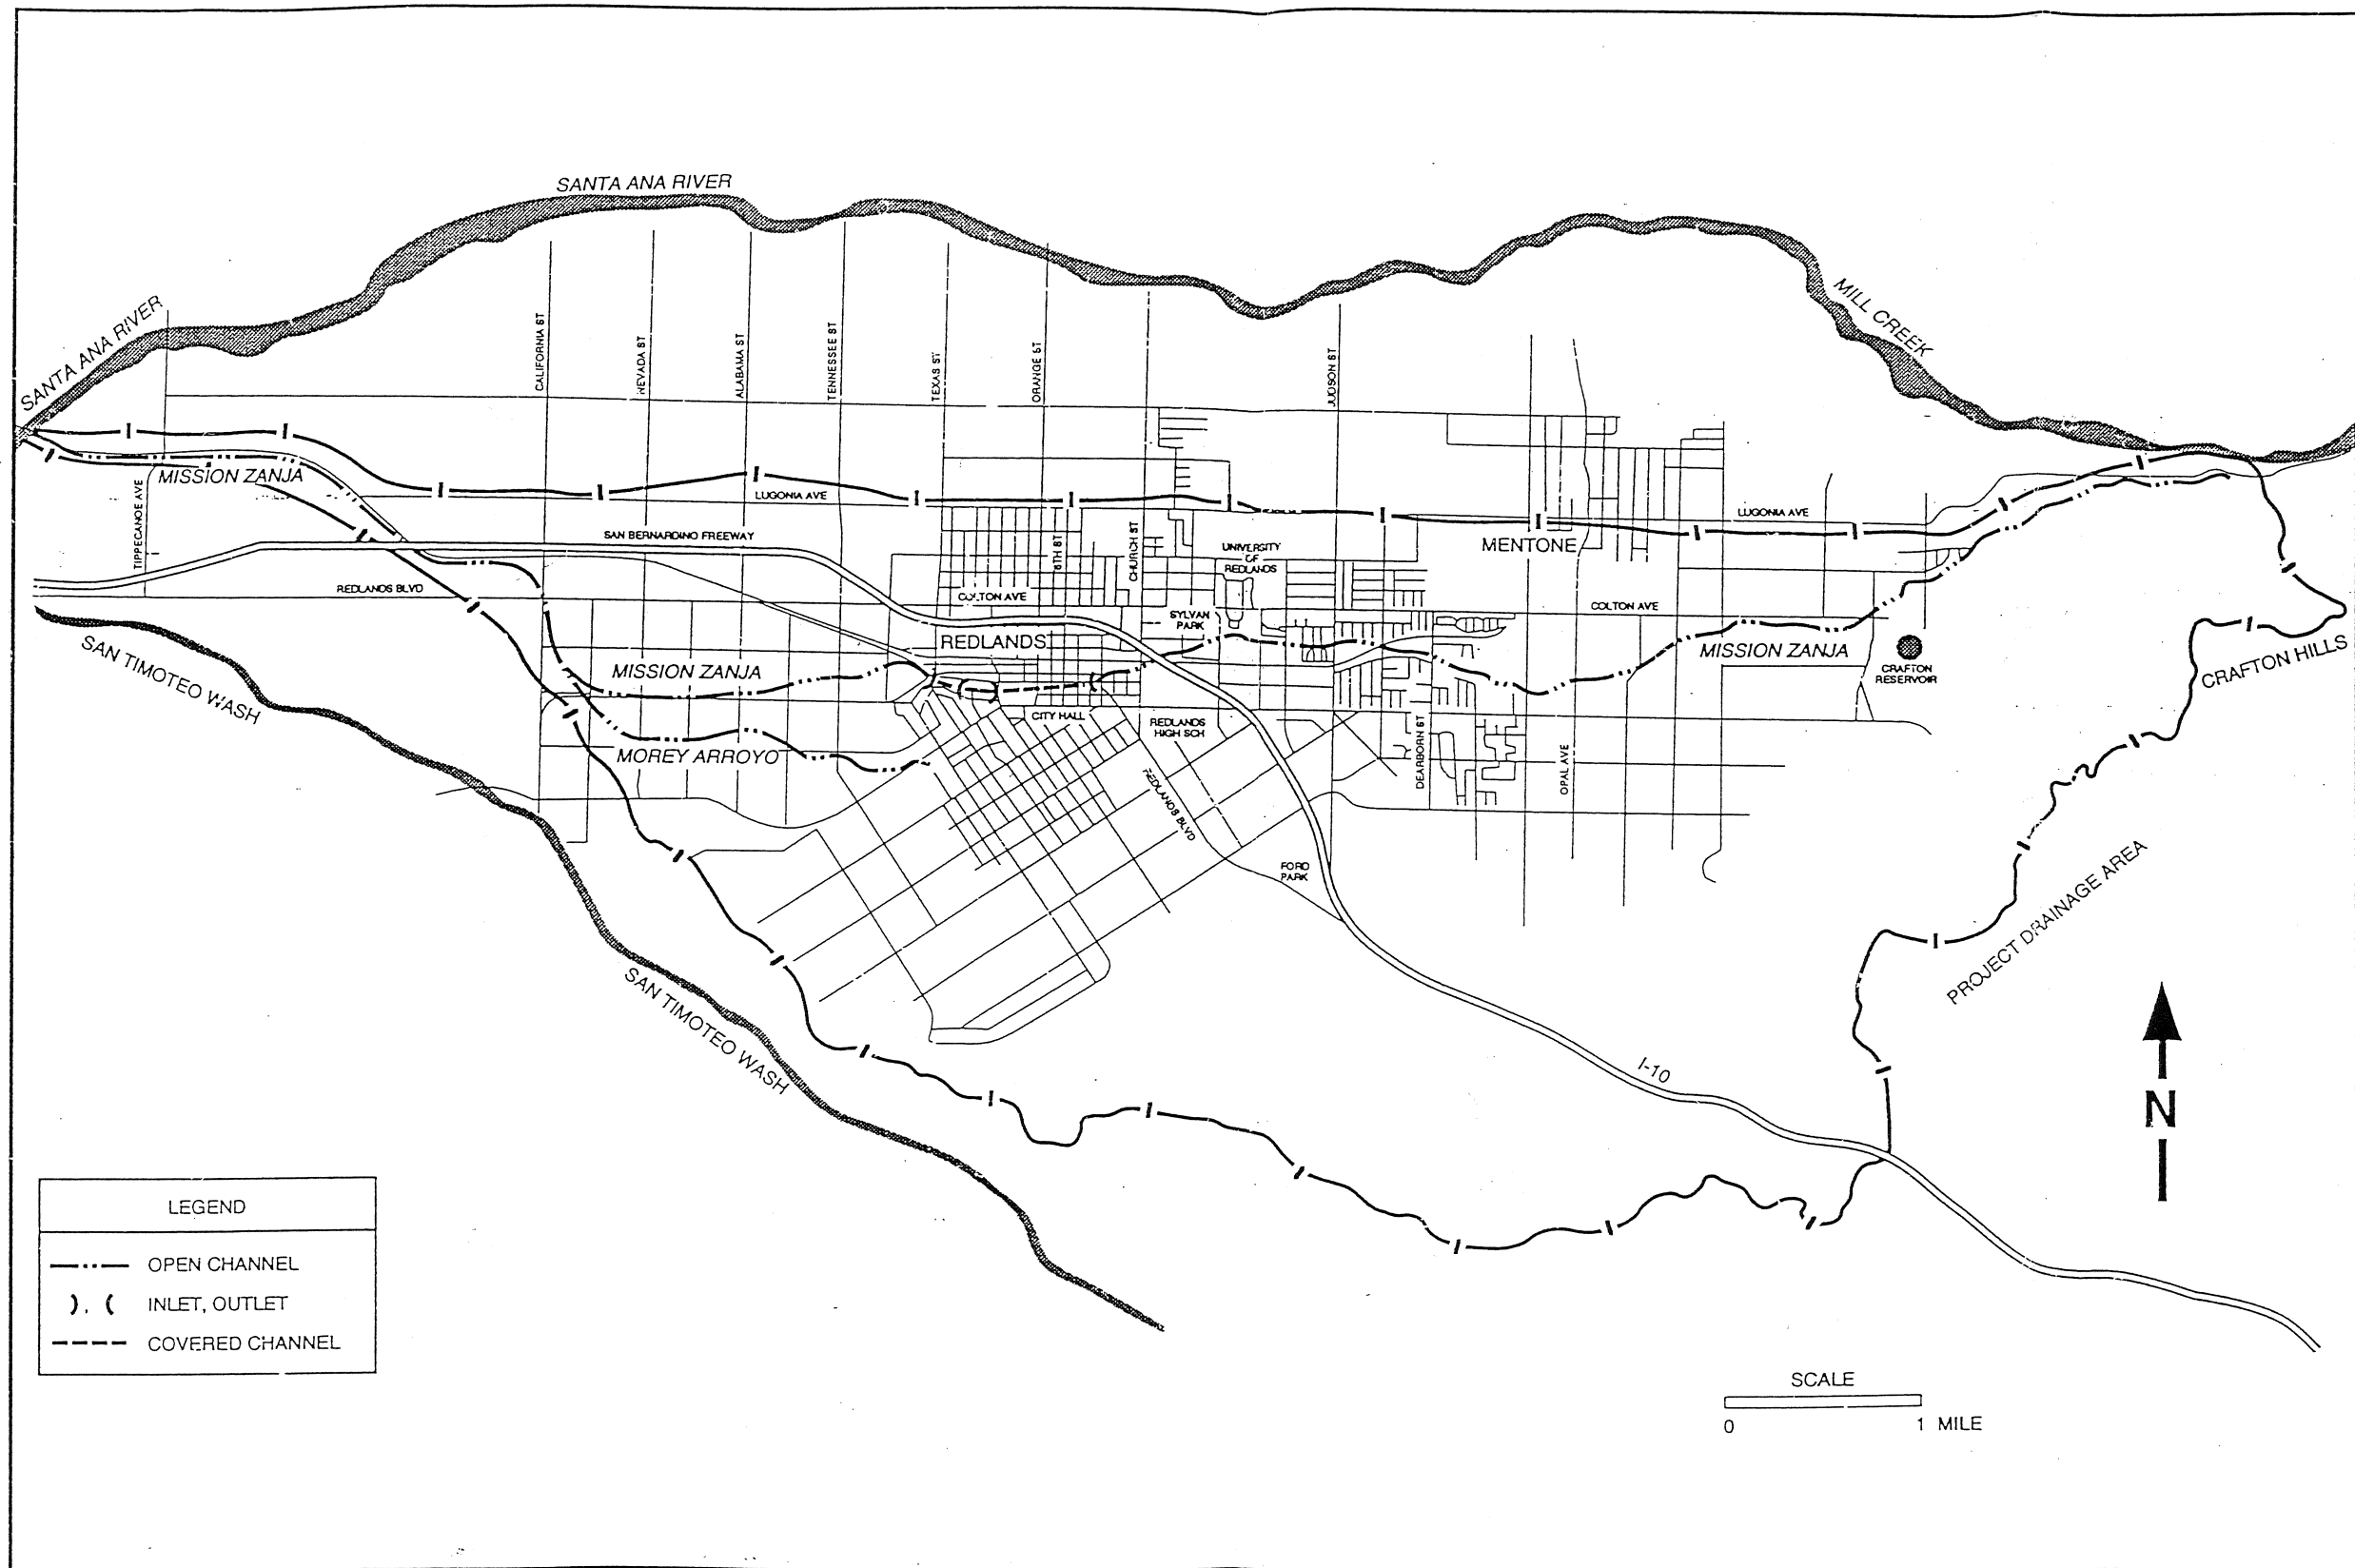 SANTA ANA RIVER
SANTA ANA RIVER
MILL CREEK
CALIFORNIA ST
NEVADA ST
ALABAMA ST
TENNESSEE ST
TEXAS ST
ORANGE ST
JUDSON ST
MISSION ZANJA
TIPPECANOE AVE
LUGONIA AVE
LUGONIA AVE
SAN BERNARDINO FREEWAY
6TH ST
CHURCH ST
UNIVERSITY
OF
REDLANDS
MENTONE
REDLANDS BLVD
COLTON AVE
COLTON AVE
SYLVAN
PARK
REDLANDS
MISSION ZANJA
MISSION ZANJA
CRAFTON
RESERVOIR
CRAFTON HILLS
SAN TIMOTEO WASH
CITY HALL
REDLANDS
HIGH SCH
MOREY ARROYO
DEARBORN ST
OPAL AVE
REDLANDS BLVD
FORD
PARK
PROJECT DRAINAGE AREA
SAN TIMOTEO WASH
I-10
N
LEGEND
OPEN CHANNEL
), ( INLET, OUTLET
COVERED CHANNEL
SCALE
0 1 MILE